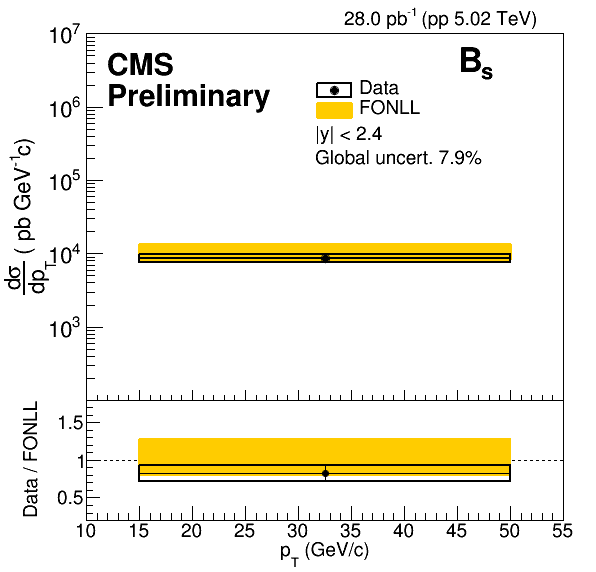 28.0 pb⁻¹ (pp 5.02 TeV)
10⁷
CMS
Preliminary
Bₛ
Data
FONLL
|y| < 2.4
Global uncert. 7.9%
10⁶
10⁵
10⁴
10³
dσ/dp_T ( pb GeV⁻¹c)
1.5
1
0.5
Data / FONLL
10 15 20 25 30 35 40 45 50 55
p_T (GeV/c)